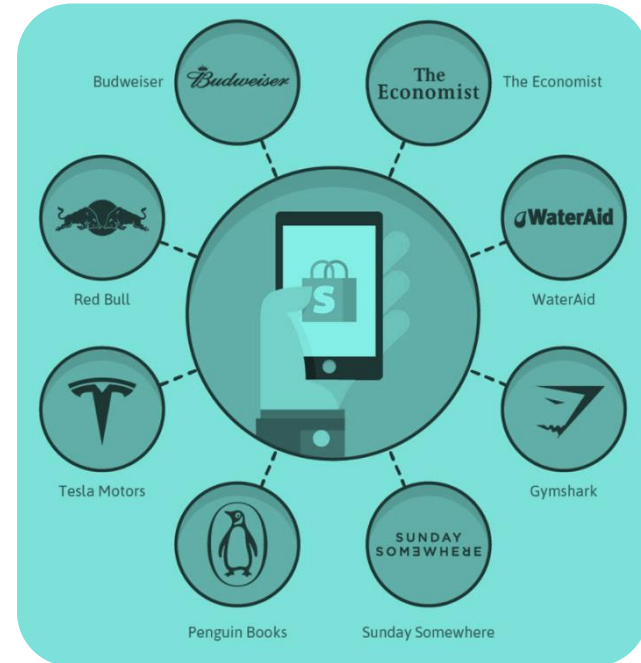 Budweiser
Budweiser
The
Economist
The Economist
WaterAid
Red Bull
WaterAid
S
Tesla Motors
Gymshark
SUNDAY
SOMEWHERE
Penguin Books
Sunday Somewhere